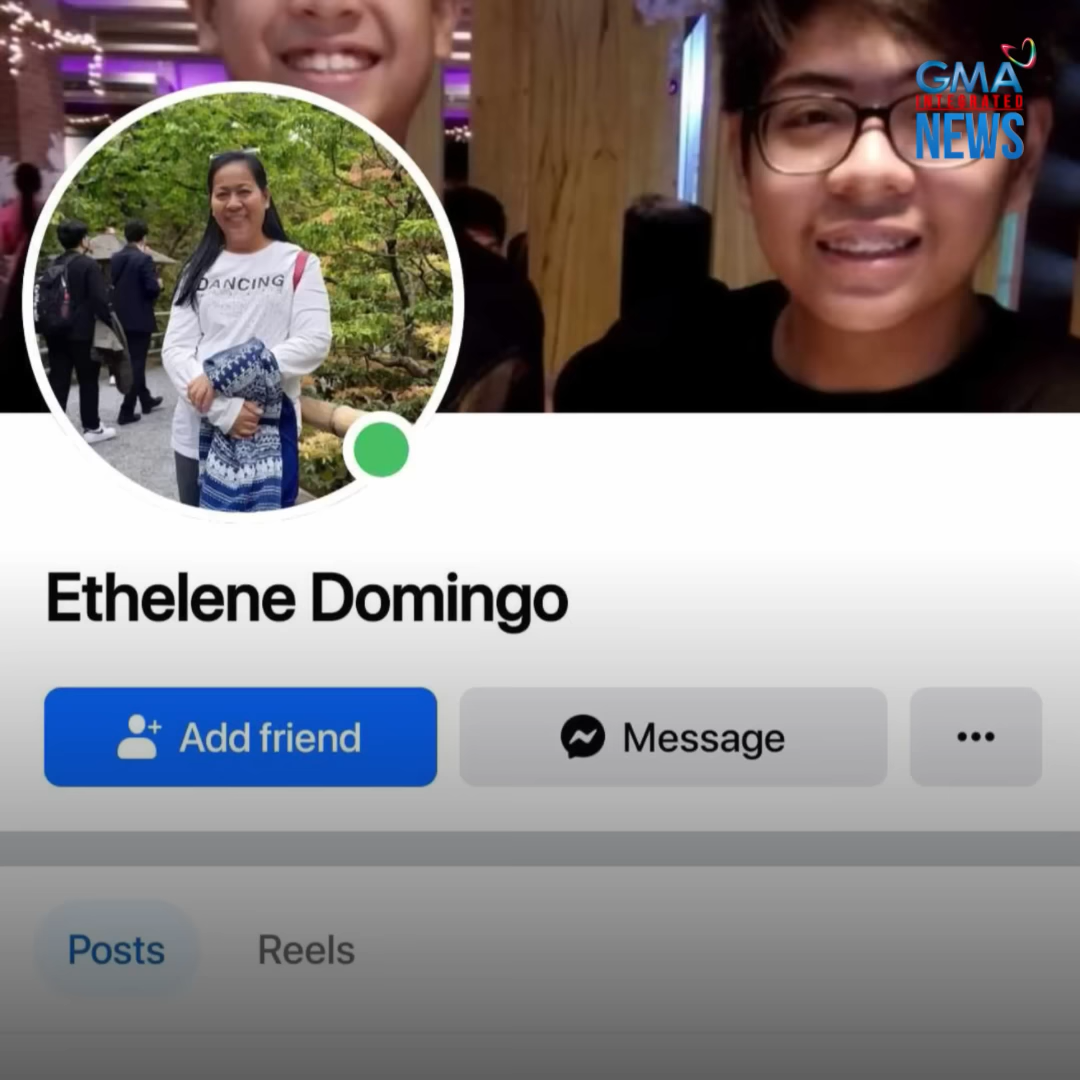 GMA
INTEGRATED
NEWS
DANCING
Ethelene Domingo
Add friend
Message
Posts
Reels